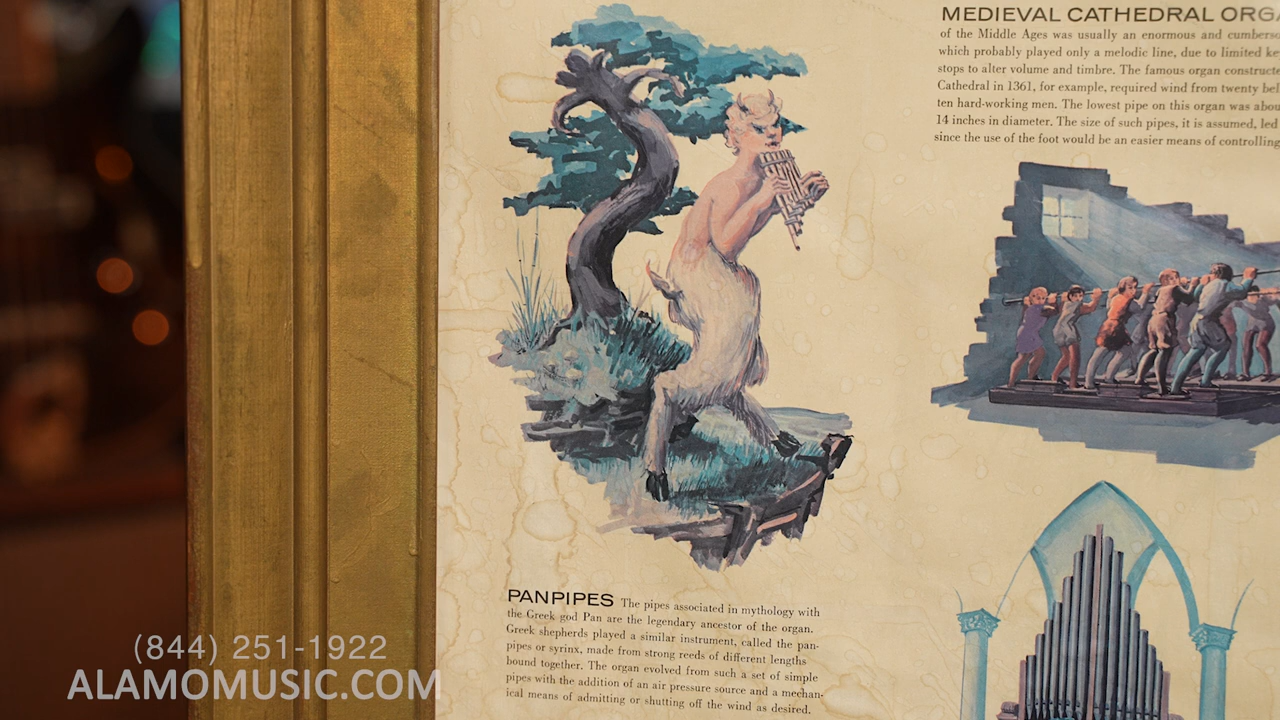 MEDIEVAL CATHEDRAL ORG
of the Middle Ages was usually an enormous and
which probably played only a melodic line, due to limited
stops to alter volume and timbre. The famous organ
Cathedral in 1361, for example, required wind from twenty
ten hard-working men. The lowest pipe on this organ was
14 inches in diameter. The size of such pipes, it is assumed, led
since the use of the foot would be an easier means of controlling
PANPIPES The pipes associated in mythology with
the Greek god Pan are the legendary ancestor of the organ.
Greek shepherds played a similar instrument, called the pan-
pipes or syrinx, made from strong reeds of different lengths
bound together. The organ evolved from such a set of simple
pipes with the addition of an air pressure source and a mechan-
ical means of admitting or shutting off the wind as desired.
(844) 251-1922
ALAMOMUSIC.COM